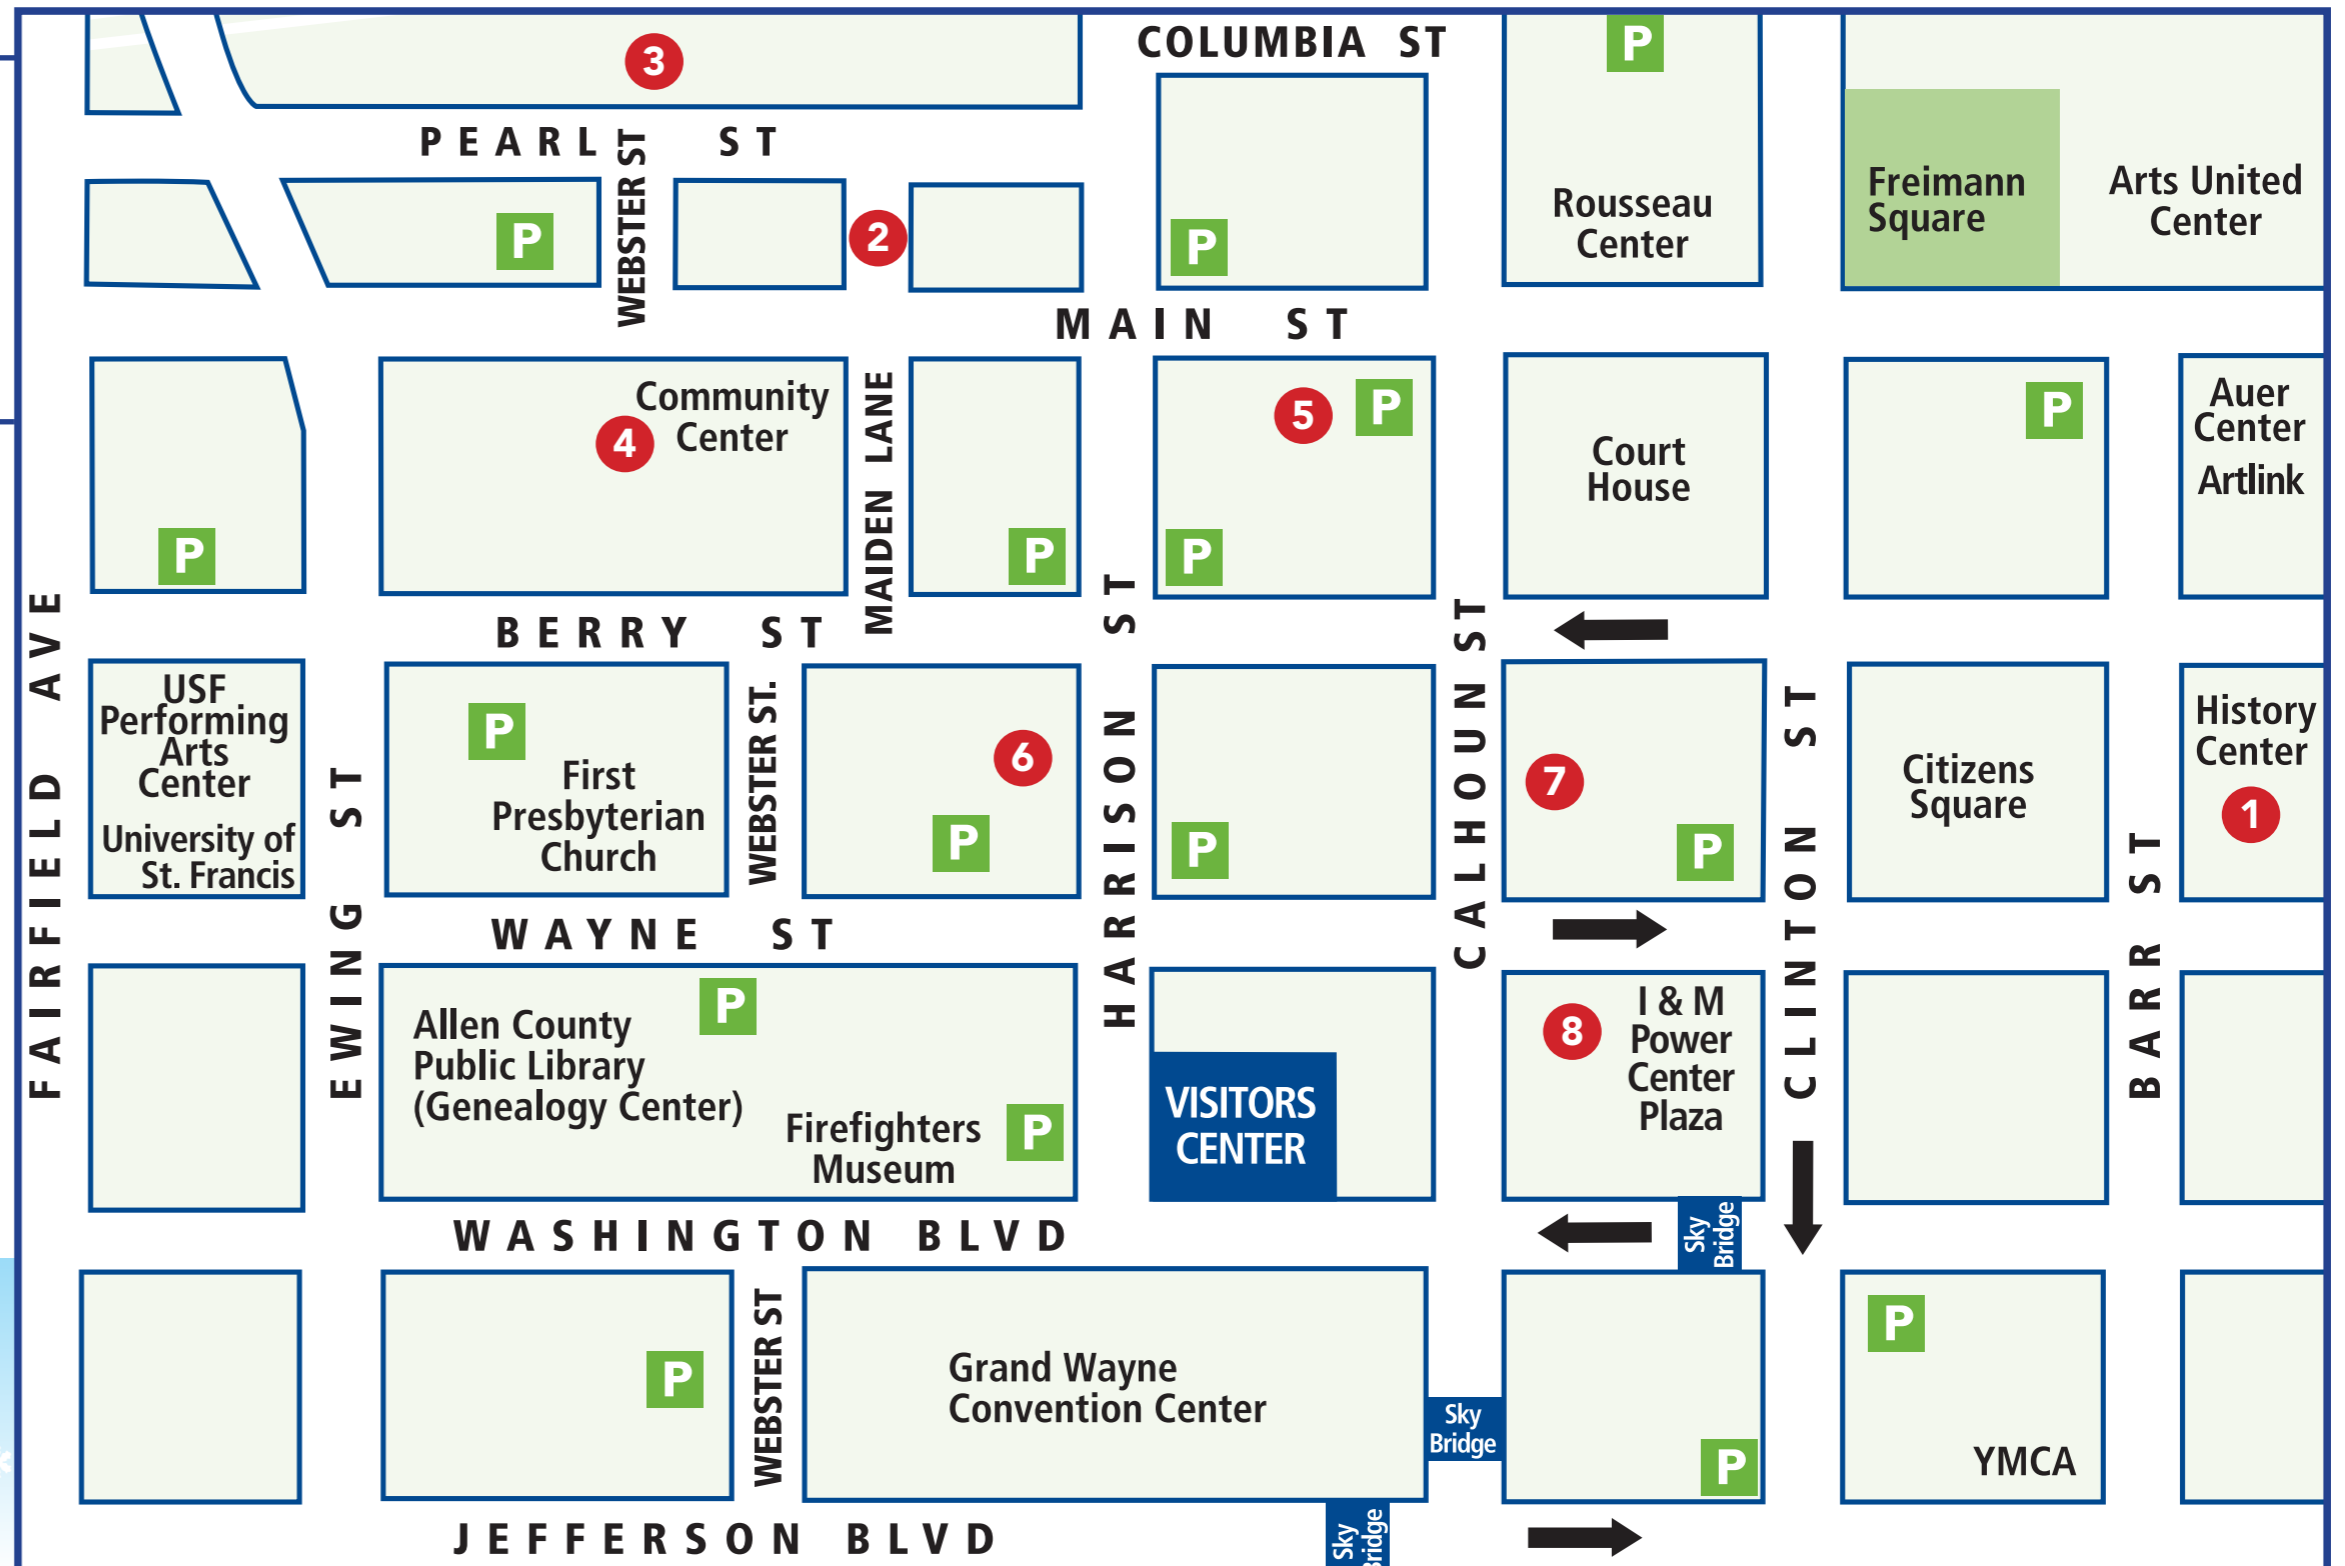 COLUMBIA ST
P
3
PEARL ST
WEBSTER ST
P
2
P
Rousseau
Center
Freimann
Square
Arts United
Center
MAIN ST
Community
Center
4
MAIDEN LANE
5
P
Court
House
P
Auer
Center
Artlink
P
P
P
BERRY ST
FAIRFIELD AVE
USF
Performing
Arts
Center
University of
St. Francis
EWING ST
P
First
Presbyterian
Church
WEBSTER ST.
6
P
HARRISON ST
P
CALHOUN ST
7
P
CLINTON ST
Citizens
Square
BARR ST
History
Center
1
WAYNE ST
Allen County
Public Library
(Genealogy Center)
P
Firefighters
Museum
P
VISITORS
CENTER
8
I & M
Power
Center
Plaza
WASHINGTON BLVD
Sky
Bridge
P
WEBSTER ST
Grand Wayne
Convention Center
Sky
Bridge
P
P
YMCA
JEFFERSON BLVD
Sky
Bridge